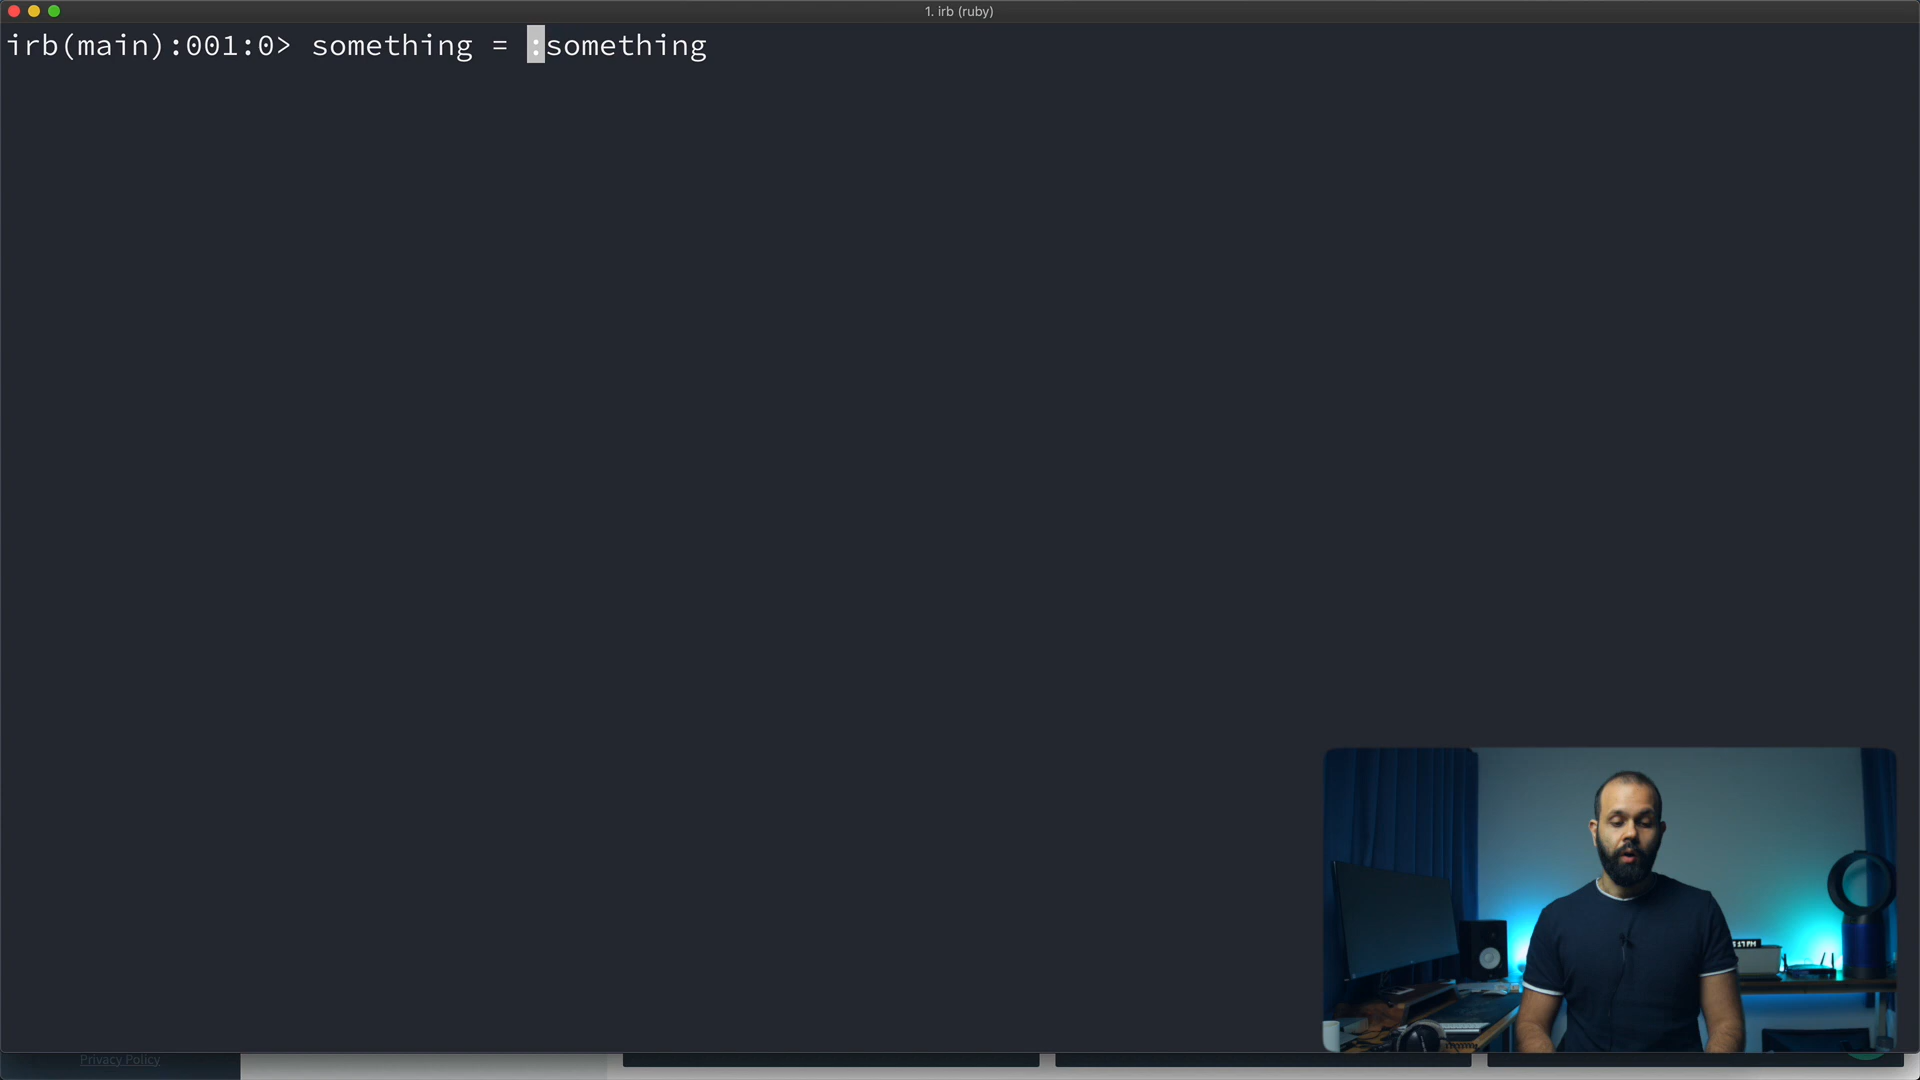 1. irb (ruby)
irb(main):001:0> something = :something
Privacy Policy